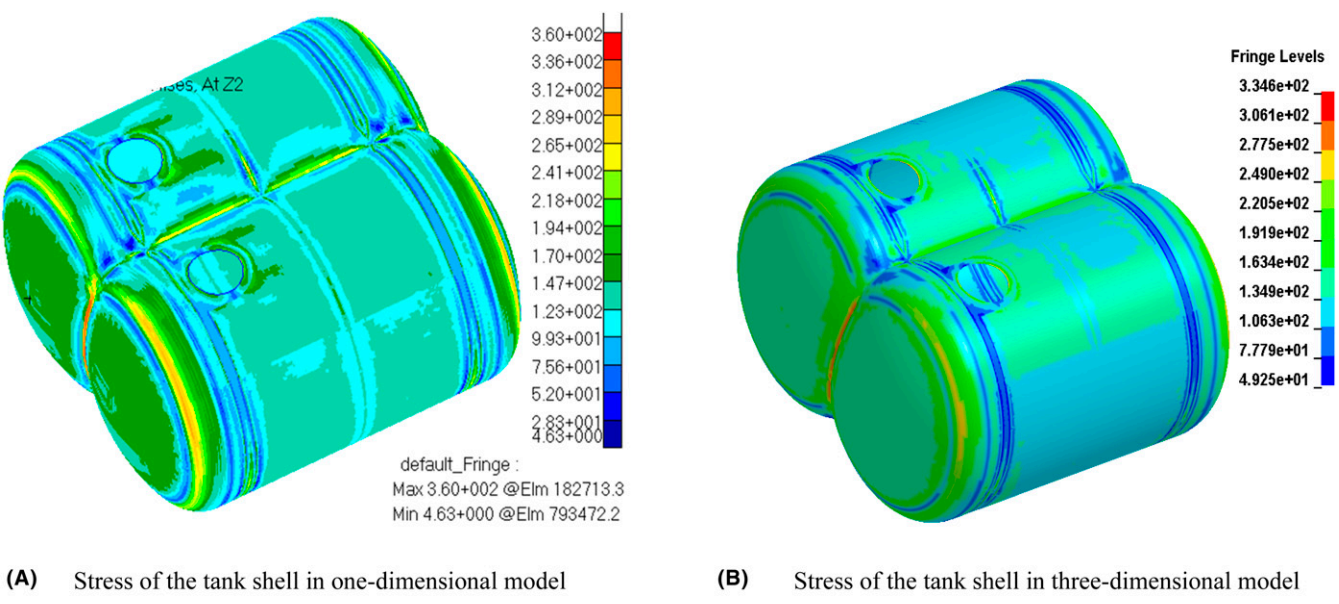 At Z2
3.60+002
3.36+002
3.12+002
2.89+002
2.65+002
2.41+002
2.18+002
1.94+002
1.70+002
1.47+002
1.23+002
9.93+001
7.56+001
5.20+001
2.83+001
4.63+000
default_Fringe :
Max 3.60+002 @Elm 182713.3
Min 4.63+000 @Elm 793472.2
Fringe Levels
3.346e+02
3.061e+02
2.775e+02
2.490e+02
2.205e+02
1.919e+02
1.634e+02
1.349e+02
1.063e+02
7.779e+01
4.925e+01
(A) Stress of the tank shell in one-dimensional model
(B) Stress of the tank shell in three-dimensional model